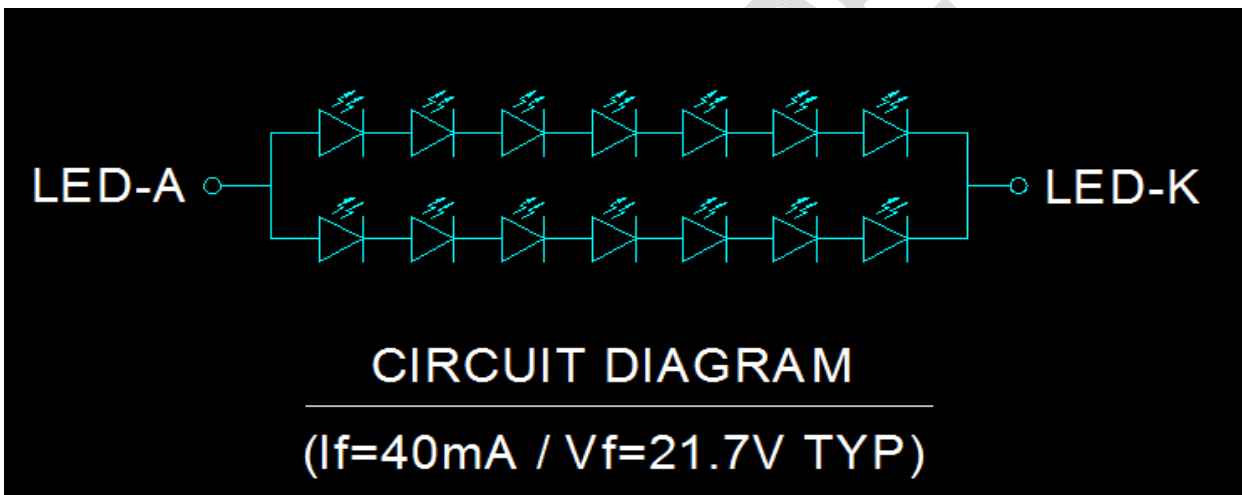 LED-A
LED-K
CIRCUIT DIAGRAM
(If=40mA / Vf=21.7V TYP)